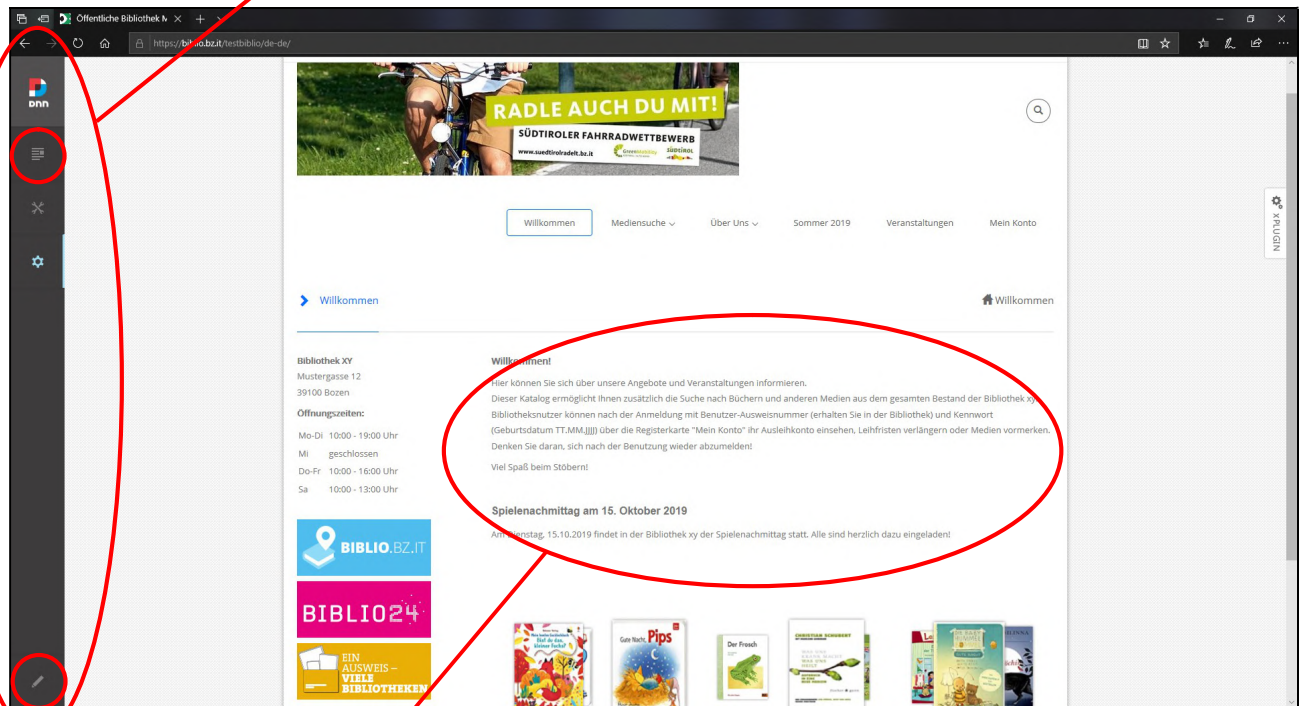 Öffentliche Bibliothek
https://biblio.bz.it/testbiblio/de-de/
DNN
RADLE AUCH DU MIT!
SÜDTIROLER FAHRRADWETTBEWERB
www.suedtirolradelt.bz.it
SÜDTIROL
Willkommen
Mediensuche
Über Uns
Sommer 2019
Veranstaltungen
Mein Konto
X PLUGIN
Willkommen
Willkommen
Bibliothek XY
Mustergasse 12
39100 Bozen
Öffnungszeiten:
Mo-Di 10:00 - 19:00 Uhr
Mi geschlossen
Do-Fr 10:00 - 16:00 Uhr
Sa 10:00 - 13:00 Uhr
BIBLIO.BZ.IT
BIBLIO24
EIN
AUSWEIS –
VIELE
BIBLIOTHEKEN
Willkommen!
Hier können Sie sich über unsere Angebote und Veranstaltungen informieren.
Dieser Katalog ermöglicht Ihnen zusätzlich die Suche nach Büchern und anderen Medien aus dem gesamten Bestand der Bibliothek xy.
Bibliotheksnutzer können nach der Anmeldung mit Benutzer-Ausweisnummer (erhalten Sie in der Bibliothek) und Kennwort
(Geburtsdatum TT.MM.JJJJ) über die Registerkarte "Mein Konto" ihr Ausleihkonto einsehen, Leihfristen verlängern oder Medien vormerken.
Denken Sie daran, sich nach der Benutzung wieder abzumelden!
Viel Spaß beim Stöbern!
Spielenachmittag am 15. Oktober 2019
Am Dienstag, 15.10.2019 findet in der Bibliothek xy der Spielenachmittag statt. Alle sind herzlich dazu eingeladen!
Bist du das,
kleiner Fuchs?
Gute Nacht, Pips
Der Frosch
CHRISTIAN SCHUBERT